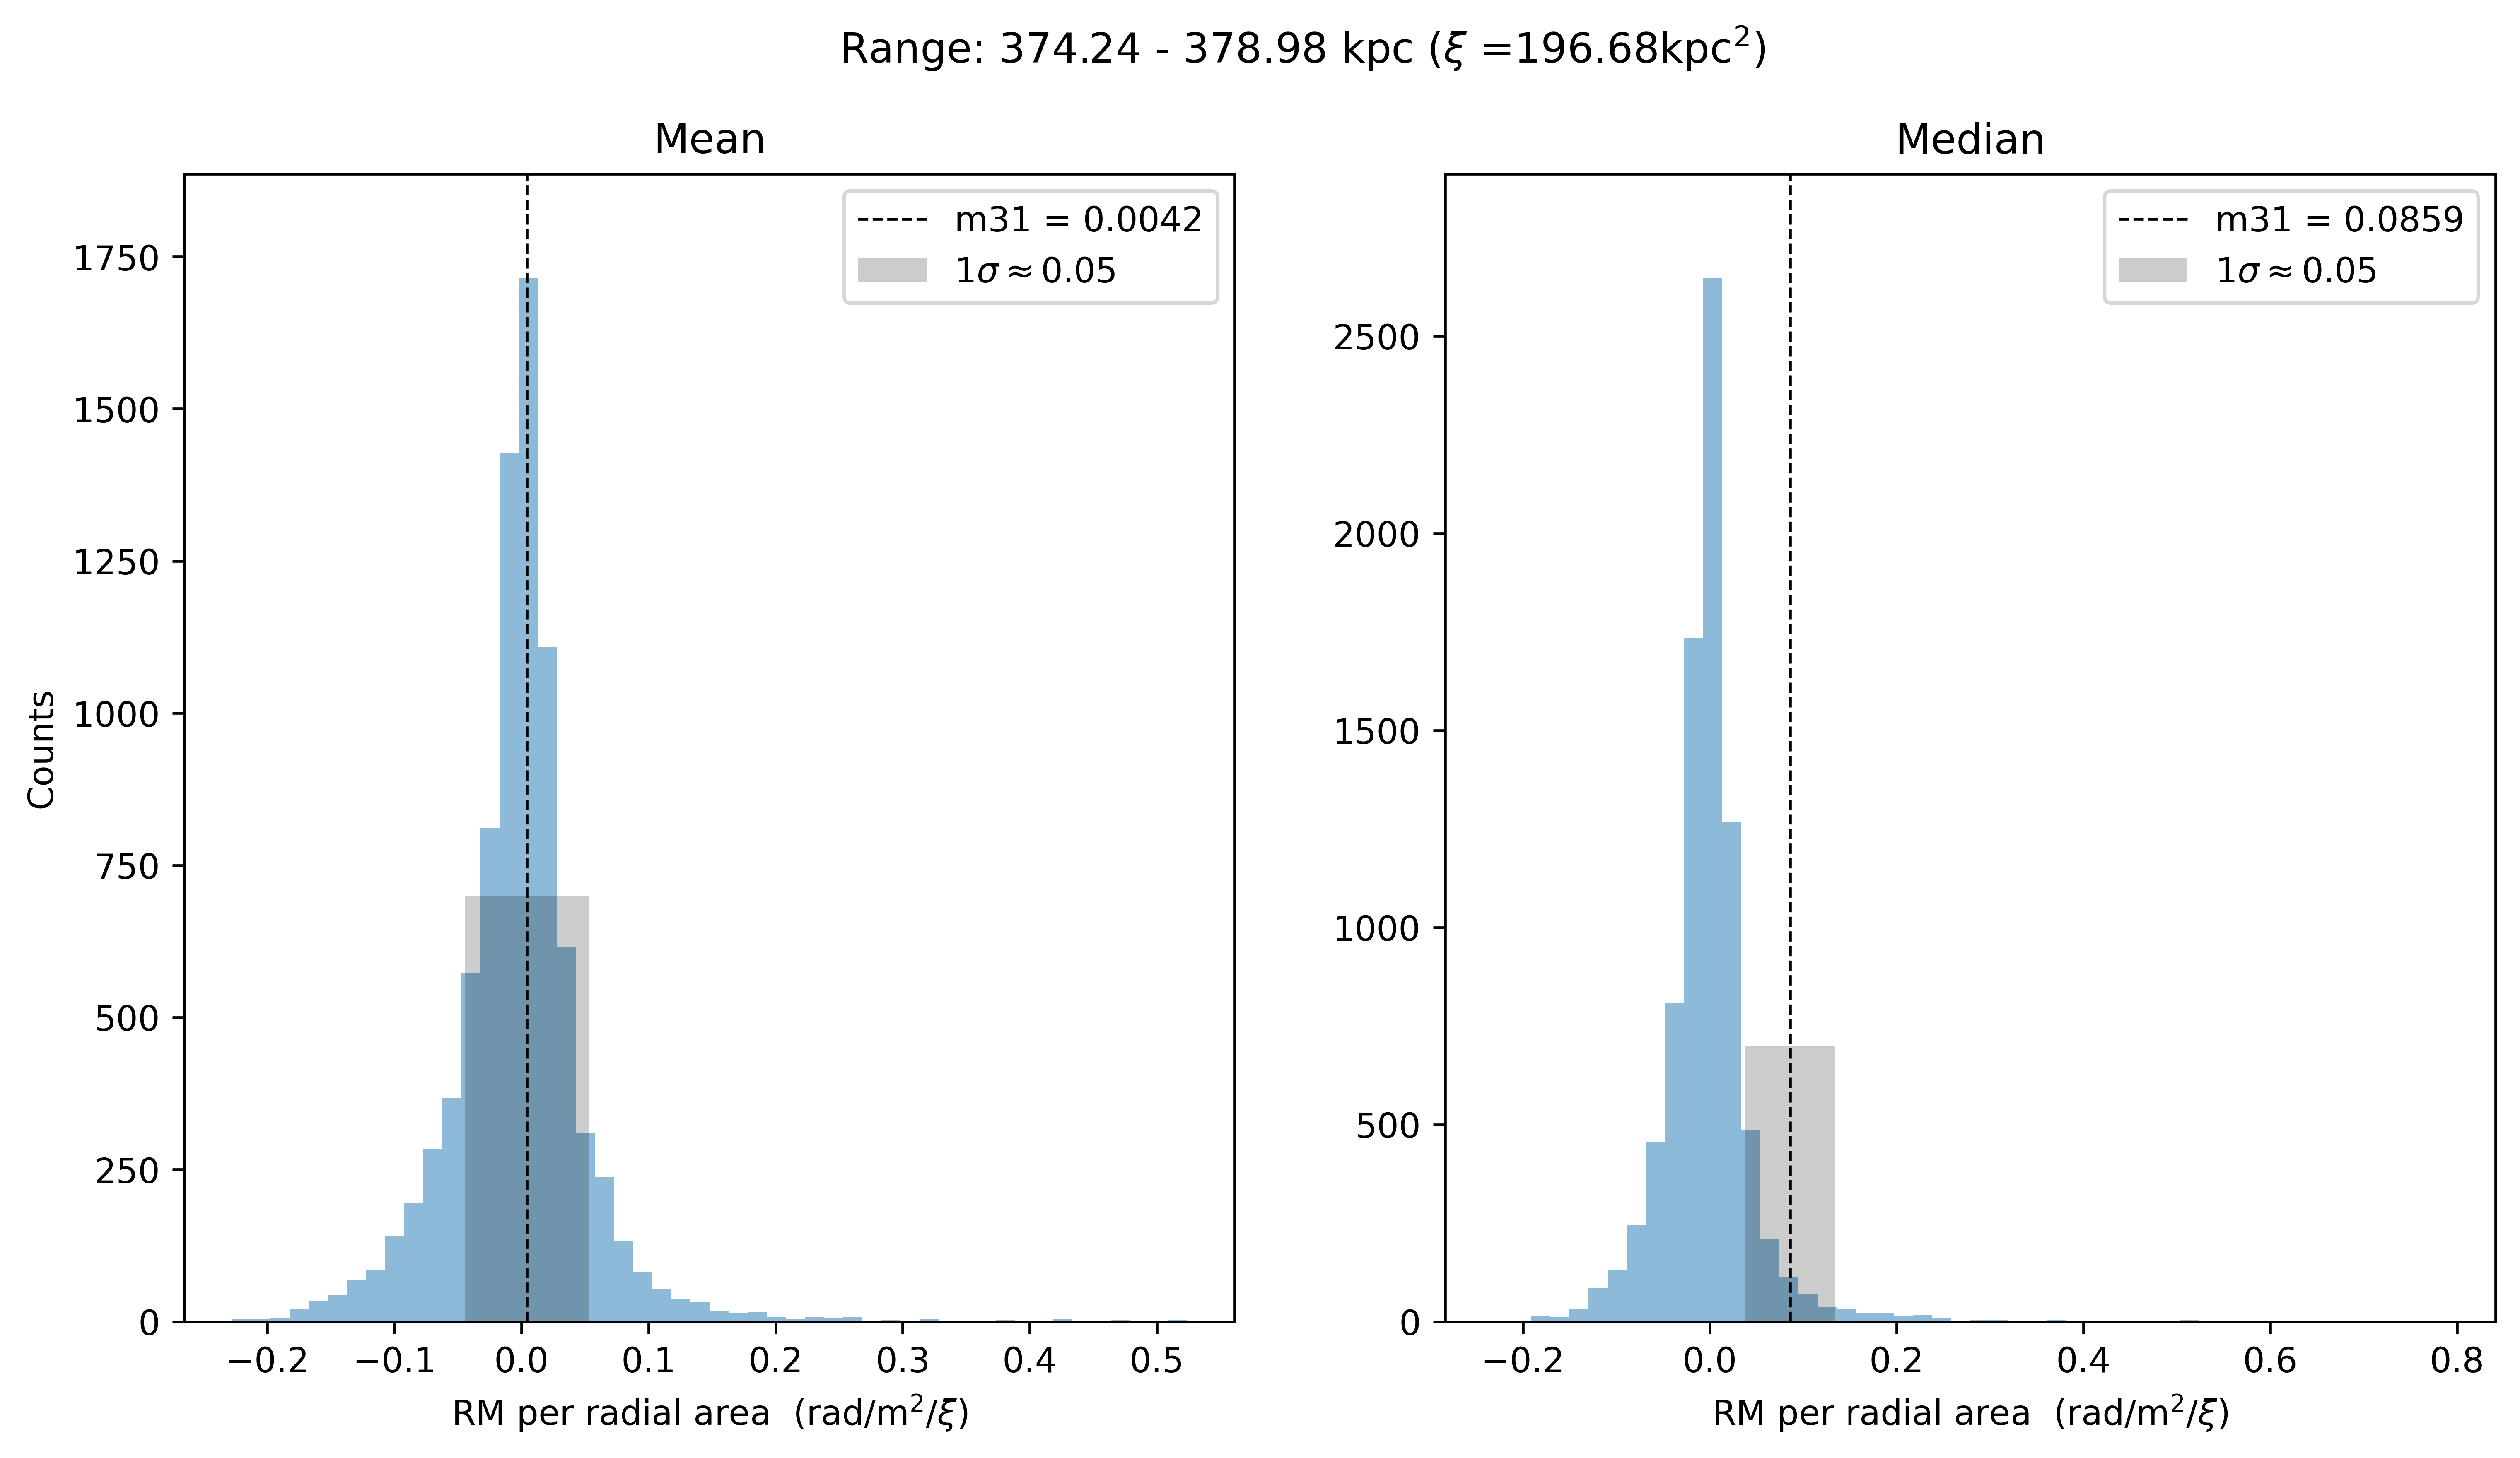 Range: 374.24 - 378.98 kpc (ξ =196.68kpc²)
Mean
m31 = 0.0042
1σ ≈ 0.05
1750
1500
1250
1000
750
500
250
0
Counts
−0.2 −0.1 0.0 0.1 0.2 0.3 0.4 0.5
RM per radial area (rad/m²/ξ)
Median
m31 = 0.0859
1σ ≈ 0.05
2500
2000
1500
1000
500
0
−0.2 0.0 0.2 0.4 0.6 0.8
RM per radial area (rad/m²/ξ)